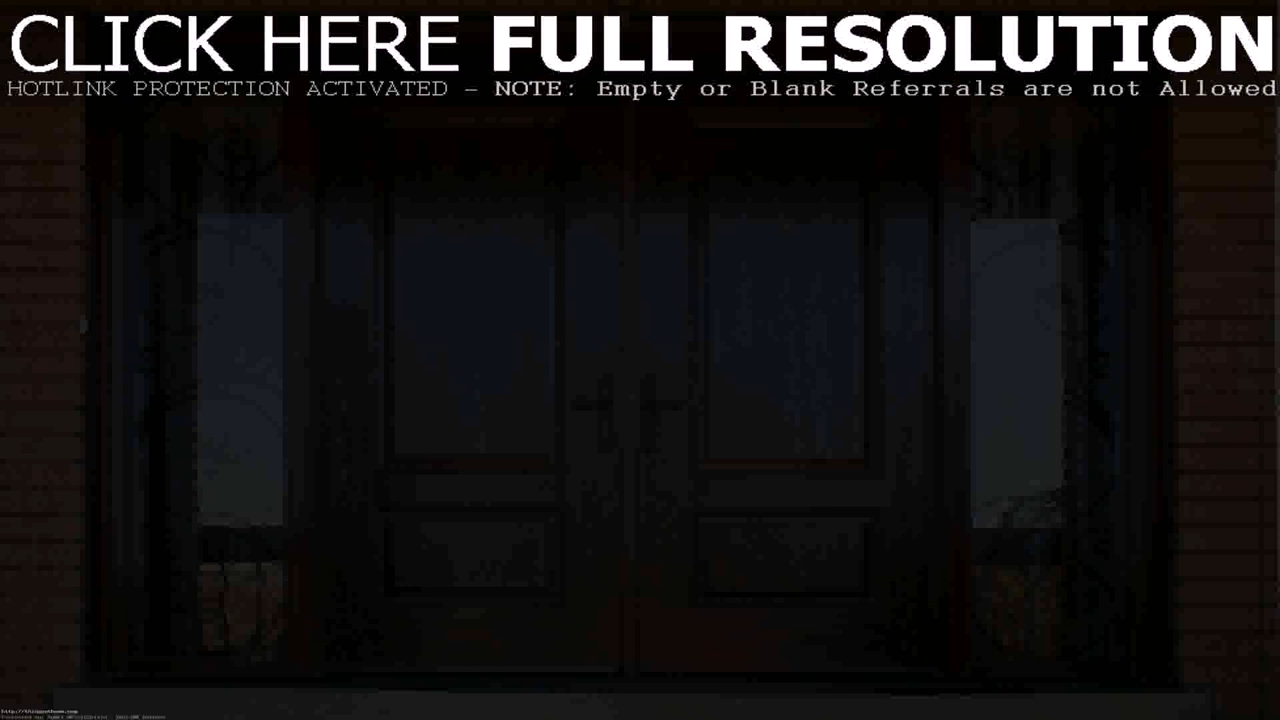 CLICK HERE FULL RESOLUTION
HOTLINK PROTECTION ACTIVATED - NOTE: Empty or Blank Referrals are not Allowed